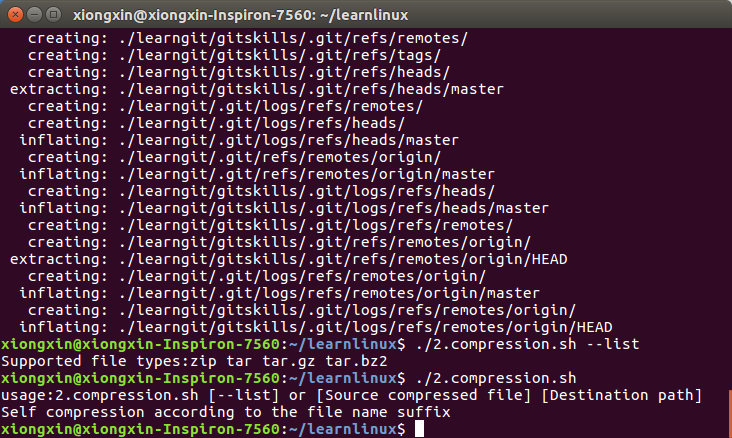 xiongxin@xiongxin-Inspiron-7560: ~/learnlinux
creating: ./learngit/gitskills/.git/refs/remotes/
creating: ./learngit/gitskills/.git/refs/tags/
creating: ./learngit/gitskills/.git/refs/heads/
extracting: ./learngit/gitskills/.git/refs/heads/master
creating: ./learngit/.git/logs/refs/remotes/
creating: ./learngit/.git/logs/refs/heads/
inflating: ./learngit/.git/logs/refs/heads/master
creating: ./learngit/.git/refs/remotes/origin/
inflating: ./learngit/.git/refs/remotes/origin/master
creating: ./learngit/gitskills/.git/logs/refs/heads/
inflating: ./learngit/gitskills/.git/logs/refs/heads/master
creating: ./learngit/gitskills/.git/logs/refs/remotes/
creating: ./learngit/gitskills/.git/refs/remotes/origin/
extracting: ./learngit/gitskills/.git/refs/remotes/origin/HEAD
creating: ./learngit/.git/logs/refs/remotes/origin/
inflating: ./learngit/.git/logs/refs/remotes/origin/master
creating: ./learngit/gitskills/.git/logs/refs/remotes/origin/
inflating: ./learngit/gitskills/.git/logs/refs/remotes/origin/HEAD
xiongxin@xiongxin-Inspiron-7560:~/learnlinux$ ./2.compression.sh --list
Supported file types:zip tar tar.gz tar.bz2
xiongxin@xiongxin-Inspiron-7560:~/learnlinux$ ./2.compression.sh
usage:2.compression.sh [--list] or [Source compressed file] [Destination path]
Self compression according to the file name suffix
xiongxin@xiongxin-Inspiron-7560:~/learnlinux$